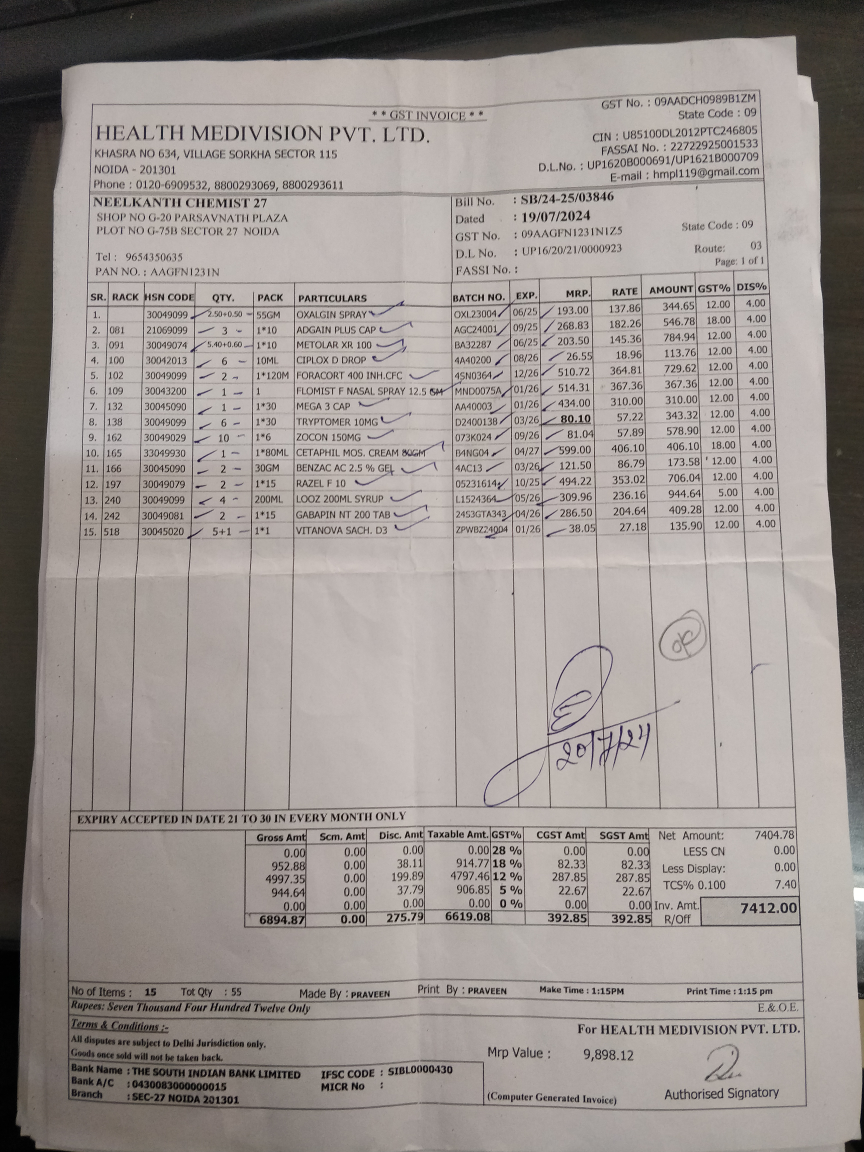 **GST INVOICE**
GST No. : 09AADCH0989B1ZM
State Code : 09
HEALTH MEDIVISION PVT. LTD.
CIN : U85100DL2012PTC246805
KHASRA NO 634, VILLAGE SORKHA SECTOR 115
FASSAI No. : 22722925001533
NOIDA - 201301
D.L.No. : UP1620B000691/UP1621B000709
Phone : 0120-6909532, 8800293069, 8800293611
E-mail : hmpl119@gmail.com
NEELKANTH CHEMIST 27
SHOP NO G-20 PARSAVNATH PLAZA
PLOT NO G-75B SECTOR 27 NOIDA
Tel : 9654350635
PAN NO. : AAGFN1231N
Bill No. : SB/24-25/03846
Dated : 19/07/2024
GST No. : 09AAGFN1231N1Z5 State Code : 09
D.L No. : UP16/20/21/0000923 Route: 03
FASSI No. : Page: 1 of 1
SR. RACK HSN CODE QTY. PACK PARTICULARS BATCH NO. EXP. MRP. RATE AMOUNT GST% DIS%
1. 30049099 2.50+0.50 55GM OXALGIN SPRAY OXL23004 06/25 193.00 137.86 344.65 12.00 4.00
2. 081 21069099 3 1*10 ADGAIN PLUS CAP AGC24001 09/25 268.83 182.26 546.78 18.00 4.00
3. 091 30049074 5.40+0.60 1*10 METOLAR XR 100 BA32287 06/25 203.50 145.36 784.94 12.00 4.00
4. 100 30042013 6 10ML CIPLOX D DROP 4A40200 08/26 26.55 18.96 113.76 12.00 4.00
5. 102 30049099 2 1*120M FORACORT 400 INH.CFC 45N0364 12/26 510.72 364.81 729.62 12.00 4.00
6. 109 30043200 1 1 FLOMIST F NASAL SPRAY 12.5 GM MND0075A 01/26 514.31 367.36 367.36 12.00 4.00
7. 132 30045090 1 1*30 MEGA 3 CAP AA40003 01/26 434.00 310.00 310.00 12.00 4.00
8. 138 30049099 6 1*30 TRYPTOMER 10MG D2400138 03/26 80.10 57.22 343.32 12.00 4.00
9. 162 30049029 10 1*6 ZOCON 150MG 073K024 09/26 81.04 57.89 578.90 12.00 4.00
10. 165 33049930 1 1*80ML CETAPHIL MOS. CREAM 80GM B4NG04 04/27 599.00 406.10 406.10 18.00 4.00
11. 166 30045090 2 30GM BENZAC AC 2.5 % GEL 4AC13 03/26 121.50 86.79 173.58 12.00 4.00
12. 197 30049079 2 1*15 RAZEL F 10 05231614 10/25 494.22 353.02 706.04 12.00 4.00
13. 240 30049099 4 200ML LOOZ 200ML SYRUP L1524364 05/26 309.96 236.16 944.64 5.00 4.00
14. 242 30049081 2 1*15 GABAPIN NT 200 TAB 2453GTA343 04/26 286.50 204.64 409.28 12.00 4.00
15. 518 30045020 5+1 1*1 VITANOVA SACH. D3 ZPWBZ24004 01/26 38.05 27.18 135.90 12.00 4.00
ok
20/7/24
EXPIRY ACCEPTED IN DATE 21 TO 30 IN EVERY MONTH ONLY
Gross Amt Scm. Amt Disc. Amt Taxable Amt. GST% CGST Amt SGST Amt Net Amount: 7404.78
0.00 0.00 0.00 0.00 28 % 0.00 0.00 LESS CN 0.00
952.88 0.00 38.11 914.77 18 % 82.33 82.33 Less Display: 0.00
4997.35 0.00 199.89 4797.46 12 % 287.85 287.85 TCS% 0.100 7.40
944.64 0.00 37.79 906.85 5 % 22.67 22.67
0.00 0.00 0.00 0.00 0 % 0.00 0.00 Inv. Amt. 7412.00
6894.87 0.00 275.79 6619.08 392.85 392.85 R/Off
No of Items : 15 Tot Qty : 55 Made By : PRAVEEN Print By : PRAVEEN Make Time : 1:15PM Print Time : 1:15 pm
Rupees: Seven Thousand Four Hundred Twelve Only E.& O.E.
Terms & Conditions :-
All disputes are subject to Delhi Jurisdiction only.
Goods once sold will not be taken back.
For HEALTH MEDIVISION PVT. LTD.
Mrp Value : 9,898.12
Bank Name : THE SOUTH INDIAN BANK LIMITED IFSC CODE : SIBL0000430
Bank A/C : 0430083000000015 MICR No :
Branch : SEC-27 NOIDA 201301
(Computer Generated Invoice) Authorised Signatory